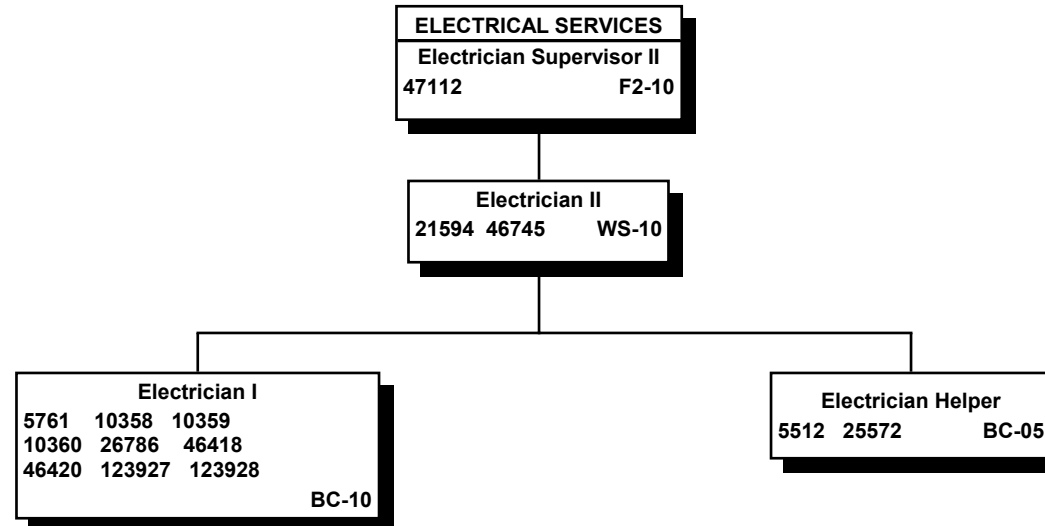 ELECTRICAL SERVICES
Electrician Supervisor II
47112 F2-10
Electrician II
21594 46745 WS-10
Electrician I
5761 10358 10359
10360 26786 46418
46420 123927 123928
BC-10
Electrician Helper
5512 25572 BC-05